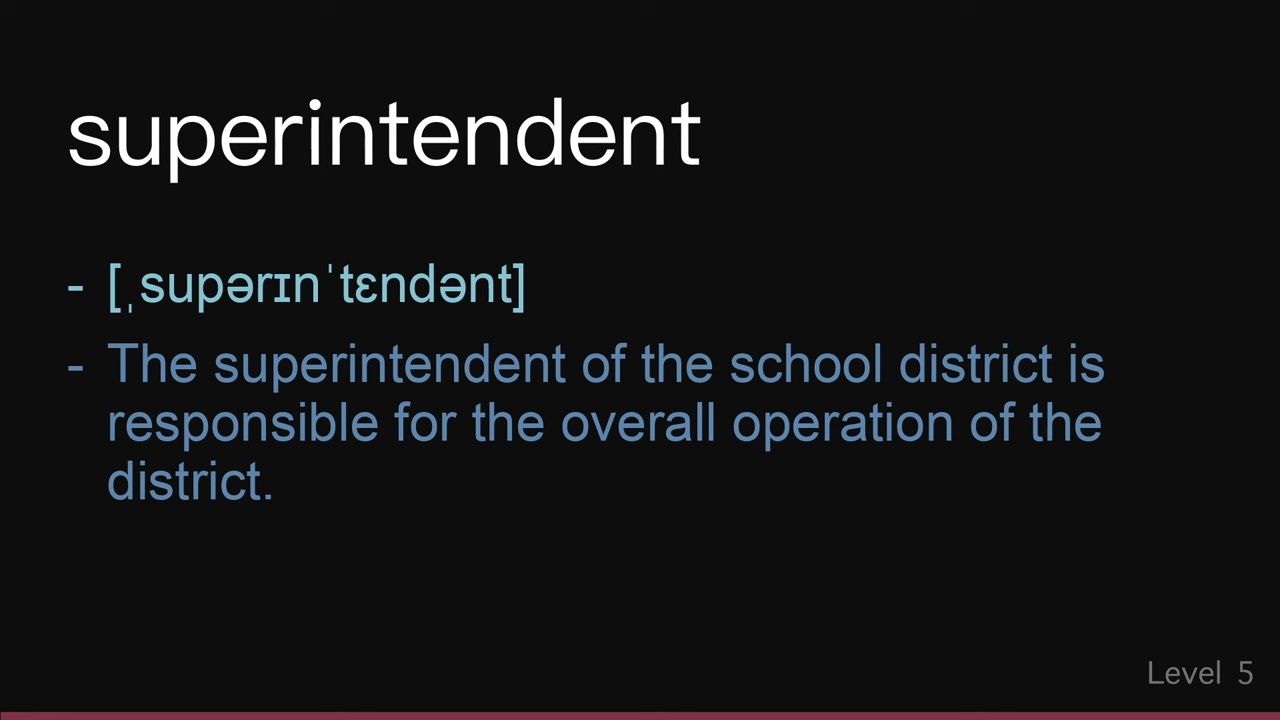 superintendent
- [ˌsupərɪnˈtɛndənt]
- The superintendent of the school district is
responsible for the overall operation of the
district.
Level 5